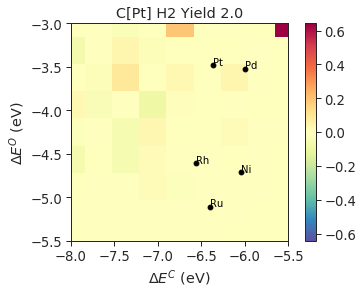 C[Pt] H2 Yield 2.0
−3.0
−3.5
−4.0
−4.5
−5.0
−5.5
ΔE^O (eV)
Pt
Pd
Rh
Ni
Ru
−8.0 −7.5 −7.0 −6.5 −6.0 −5.5
ΔE^C (eV)
0.6
0.4
0.2
0.0
−0.2
−0.4
−0.6